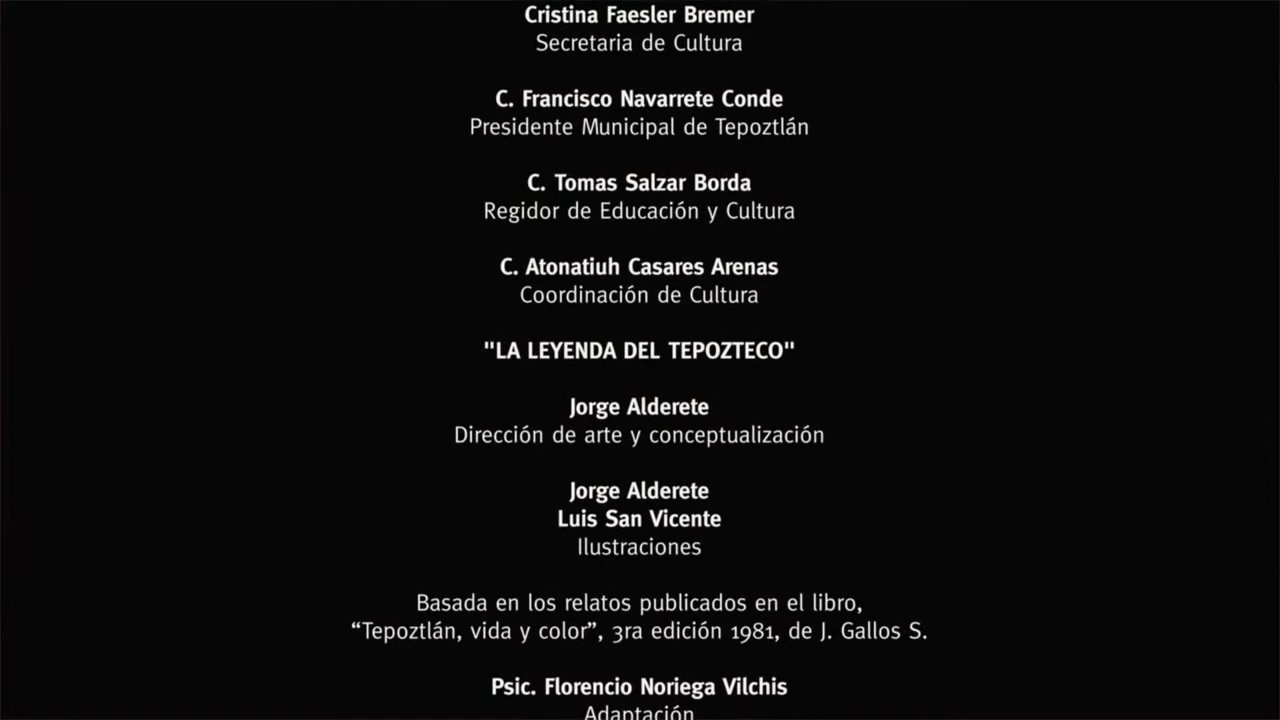 Cristina Faesler Bremer
Secretaria de Cultura
C. Francisco Navarrete Conde
Presidente Municipal de Tepoztlán
C. Tomas Salzar Borda
Regidor de Educación y Cultura
C. Atonatiuh Casares Arenas
Coordinación de Cultura
"LA LEYENDA DEL TEPOZTECO"
Jorge Alderete
Dirección de arte y conceptualización
Jorge Alderete
Luis San Vicente
Ilustraciones
Basada en los relatos publicados en el libro,
“Tepoztlán, vida y color”, 3ra edición 1981, de J. Gallos S.
Psic. Florencio Noriega Vilchis
Adaptación